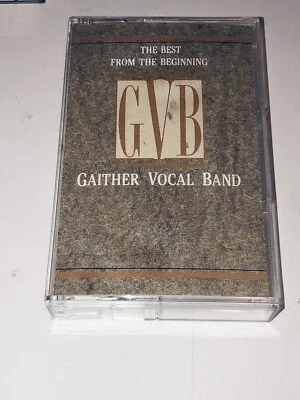 THE BEST
FROM THE BEGINNING
GVB
GAITHER VOCAL BAND